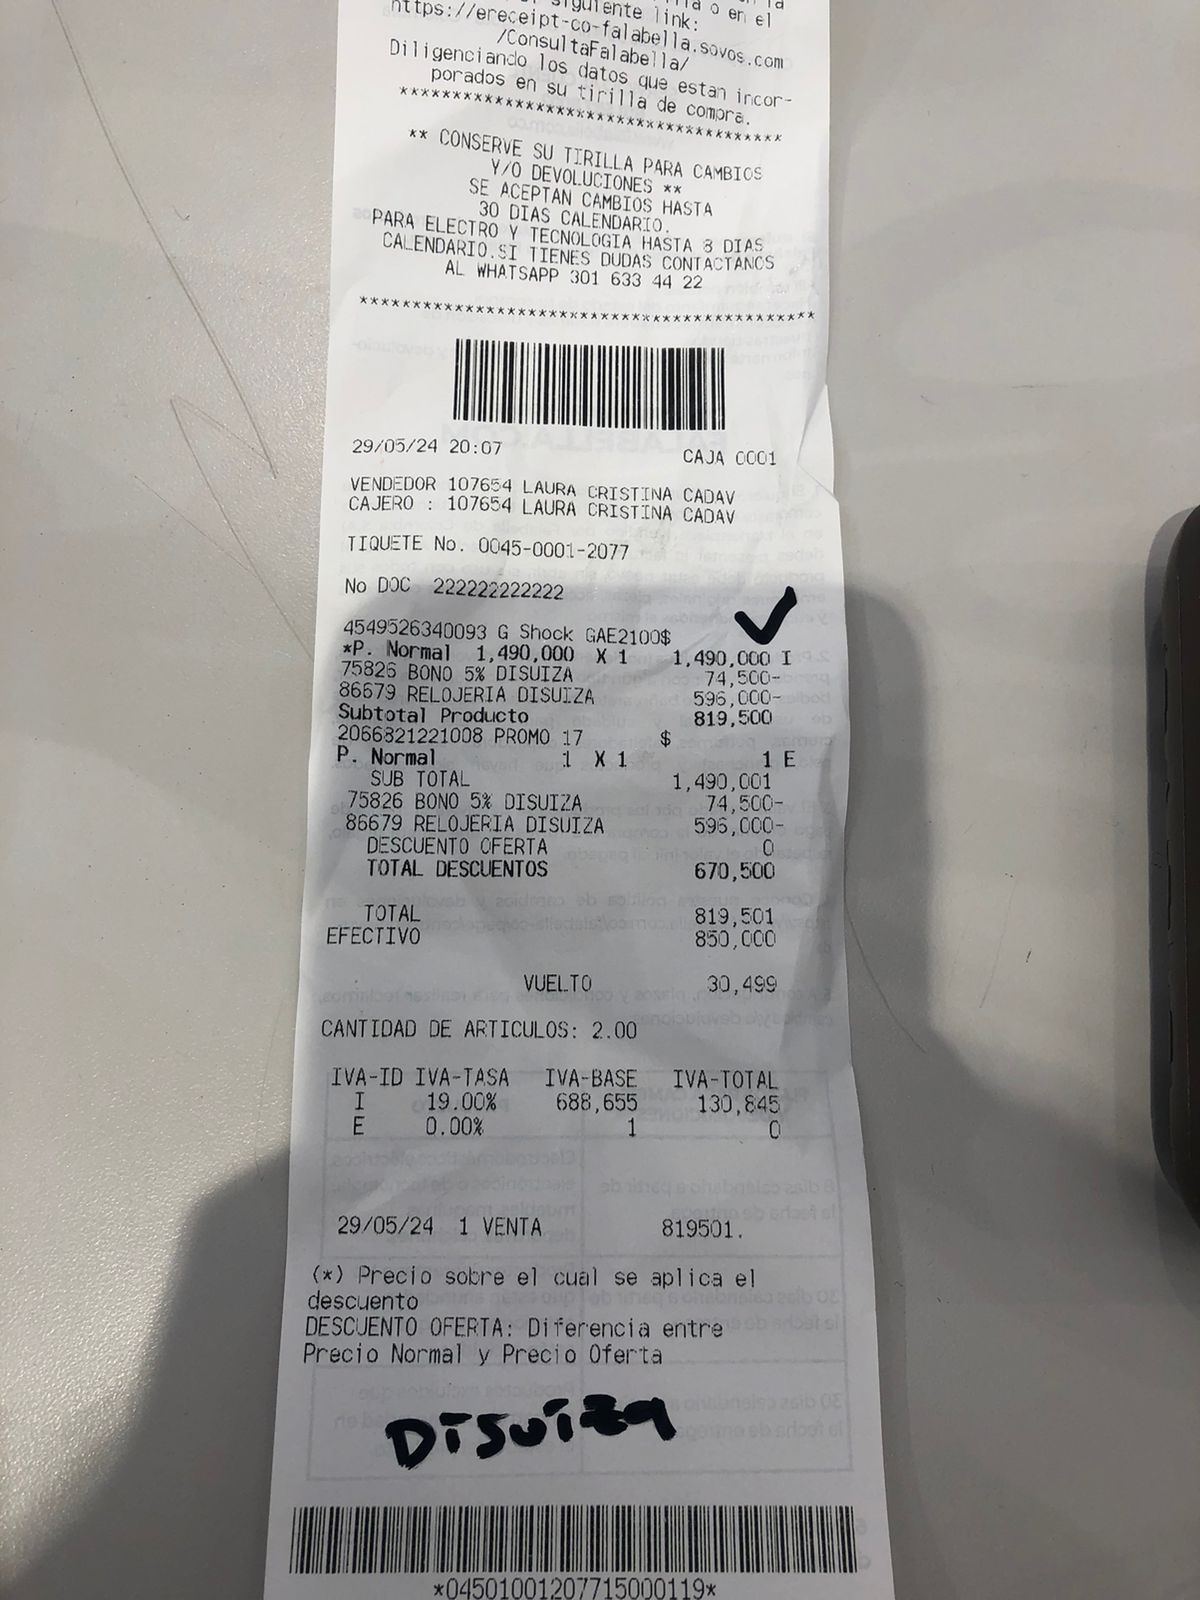 siguiente link:
o en el
https://ereceipt-co-falabella.sovos.com
/ConsultaFalabella/
Diligenciando los datos que estan incor-
porados en su tirilla de compra.
****************************************
** CONSERVE SU TIRILLA PARA CAMBIOS
Y/O DEVOLUCIONES **
SE ACEPTAN CAMBIOS HASTA
30 DIAS CALENDARIO.
PARA ELECTRO Y TECNOLOGIA HASTA 8 DIAS
CALENDARIO.SI TIENES DUDAS CONTACTANOS
AL WHATSAPP 301 633 44 22
****************************************
29/05/24 20:07 CAJA 0001
VENDEDOR 107654 LAURA CRISTINA CADAV
CAJERO : 107654 LAURA CRISTINA CADAV
TIQUETE No. 0045-0001-2077
No DOC 222222222222
4549526340093 G Shock GAE2100$
*P. Normal 1,490,000 X 1 1,490,000 I
75826 BONO 5% DISUIZA 74,500-
86679 RELOJERIA DISUIZA 596,000-
Subtotal Producto 819,500
2066821221008 PROMO 17 $
P. Normal 1 X 1 1 E
SUB TOTAL 1,490,001
75826 BONO 5% DISUIZA 74,500-
86679 RELOJERIA DISUIZA 596,000-
DESCUENTO OFERTA 0
TOTAL DESCUENTOS 670,500
TOTAL 819,501
EFECTIVO 850,000
VUELTO 30,499
CANTIDAD DE ARTICULOS: 2.00
IVA-ID IVA-TASA IVA-BASE IVA-TOTAL
I 19.00% 688,655 130,845
E 0.00% 1 0
29/05/24 1 VENTA 819501.
(*) Precio sobre el cual se aplica el
descuento
DESCUENTO OFERTA: Diferencia entre
Precio Normal y Precio Oferta
Disuiza
*04501001207715000119*